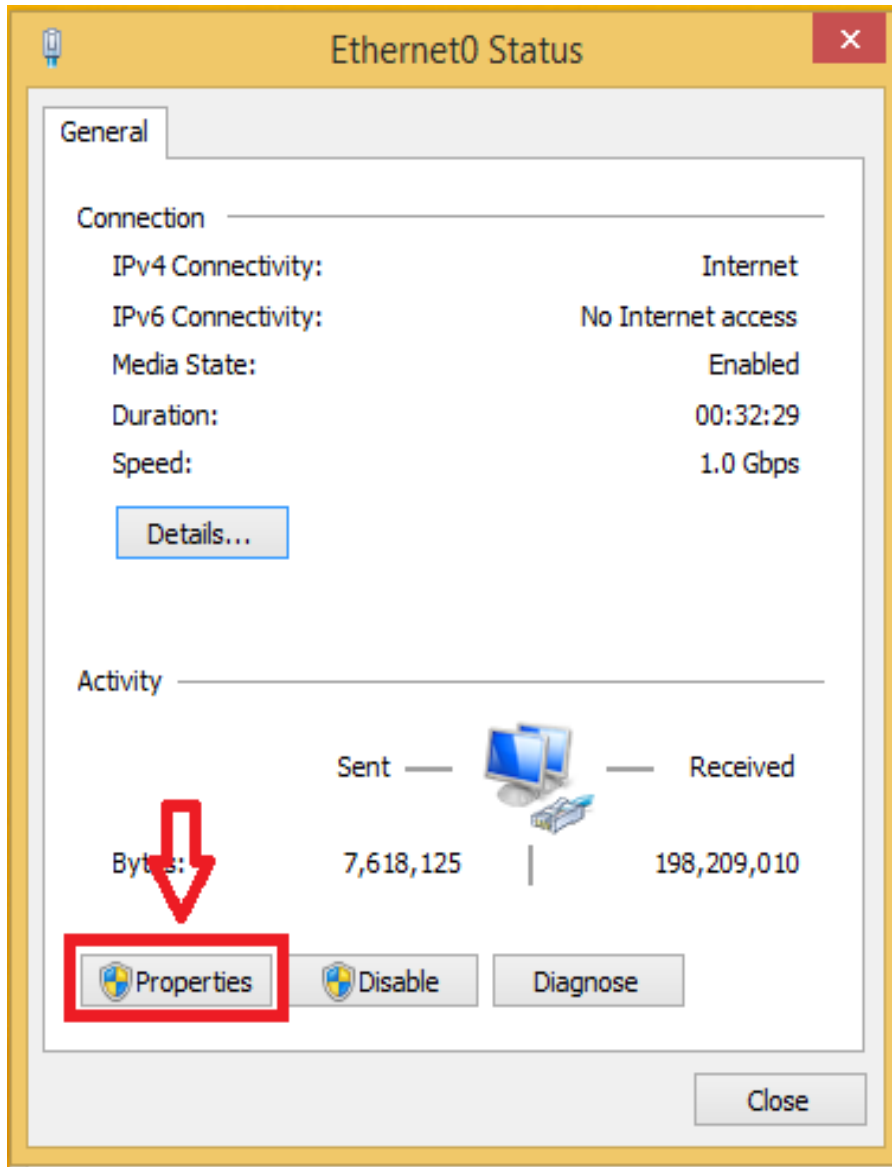 Ethernet0 Status
General
Connection
IPv4 Connectivity: Internet
IPv6 Connectivity: No Internet access
Media State: Enabled
Duration: 00:32:29
Speed: 1.0 Gbps
Details...
Activity
Sent Received
Bytes: 7,618,125 198,209,010
Properties Disable Diagnose
Close